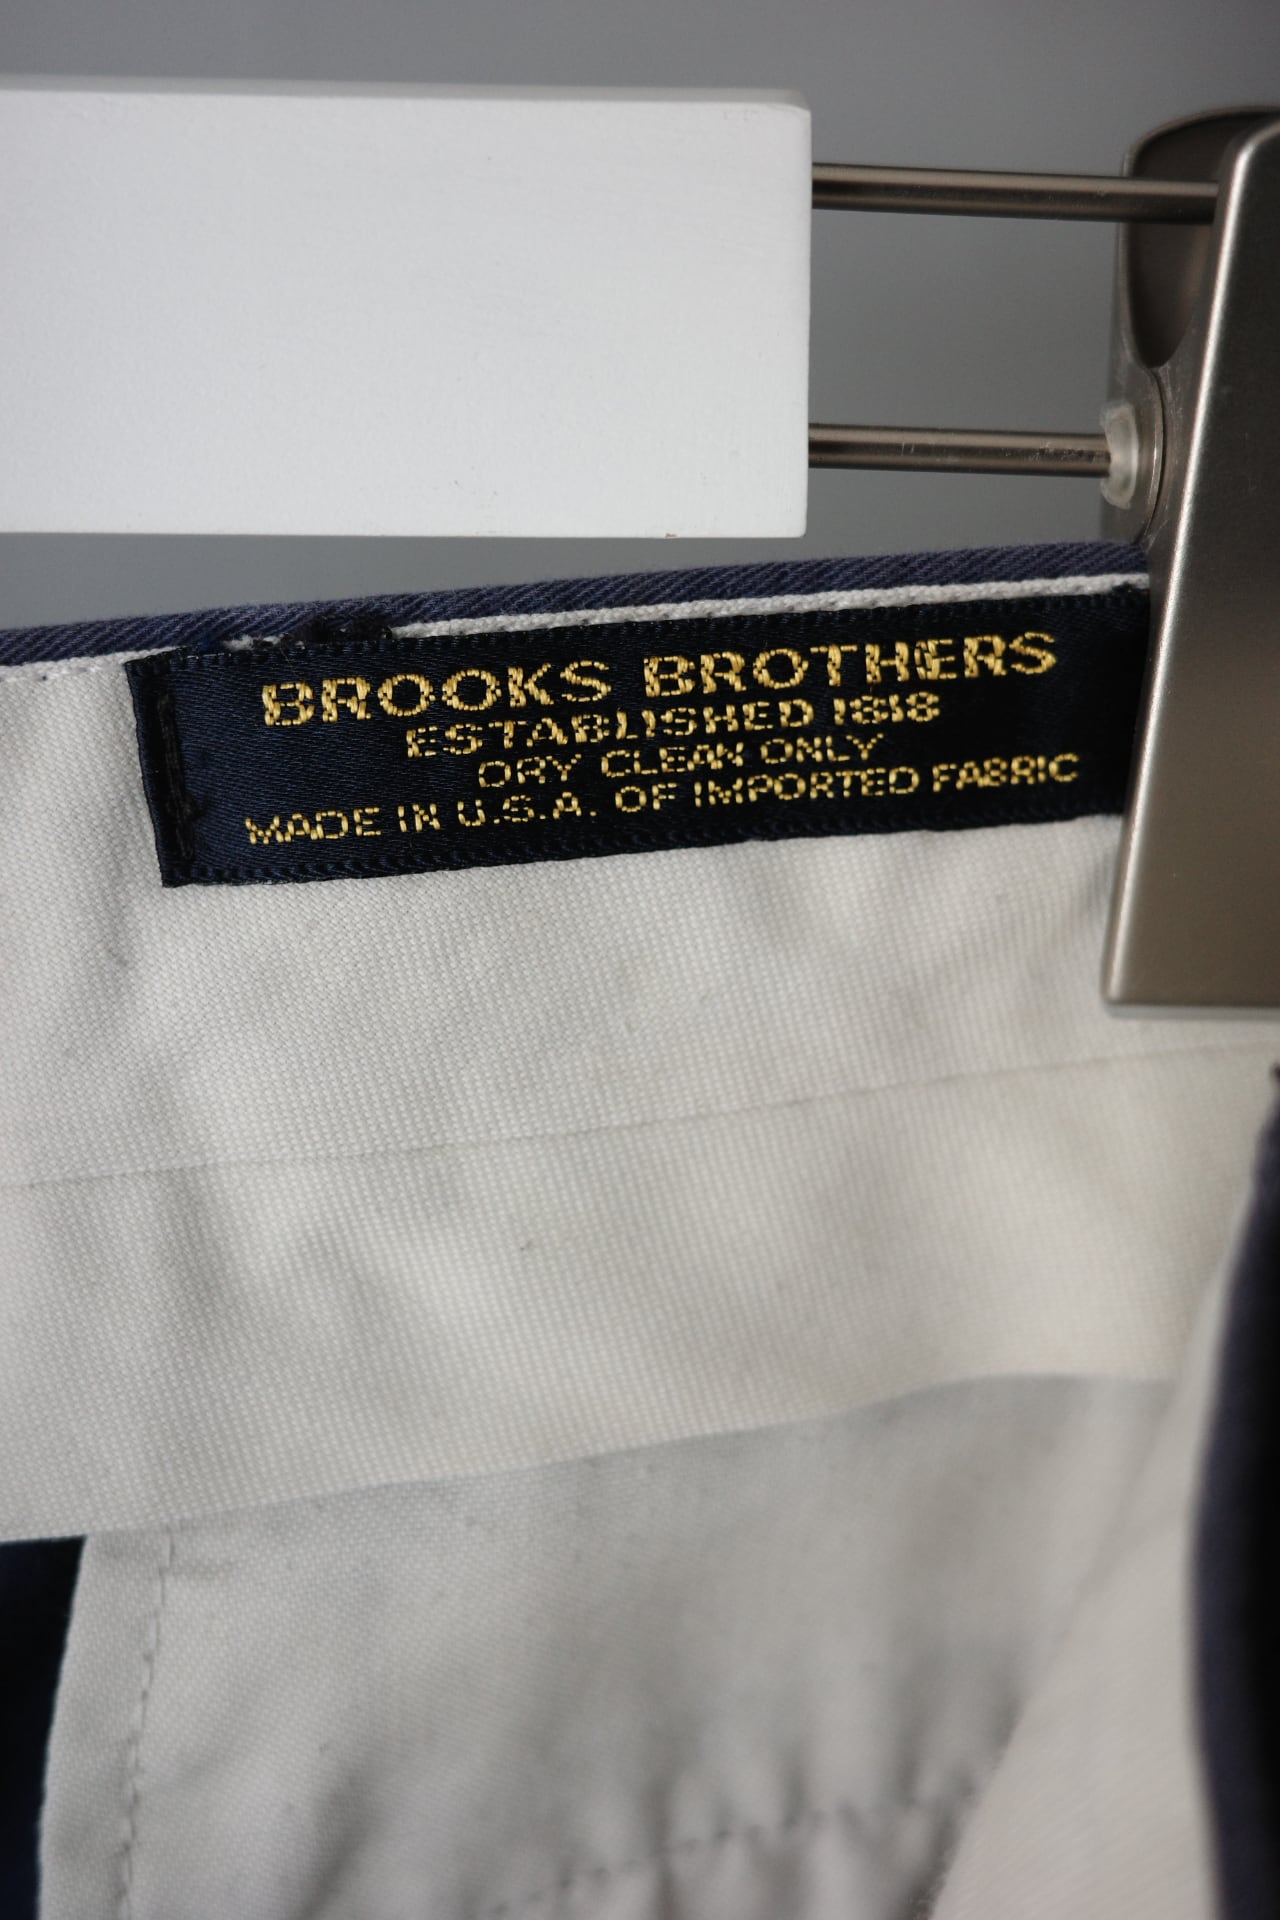 BROOKS BROTHERS
ESTABLISHED 1818
DRY CLEAN ONLY
MADE IN U.S.A. OF IMPORTED FABRIC